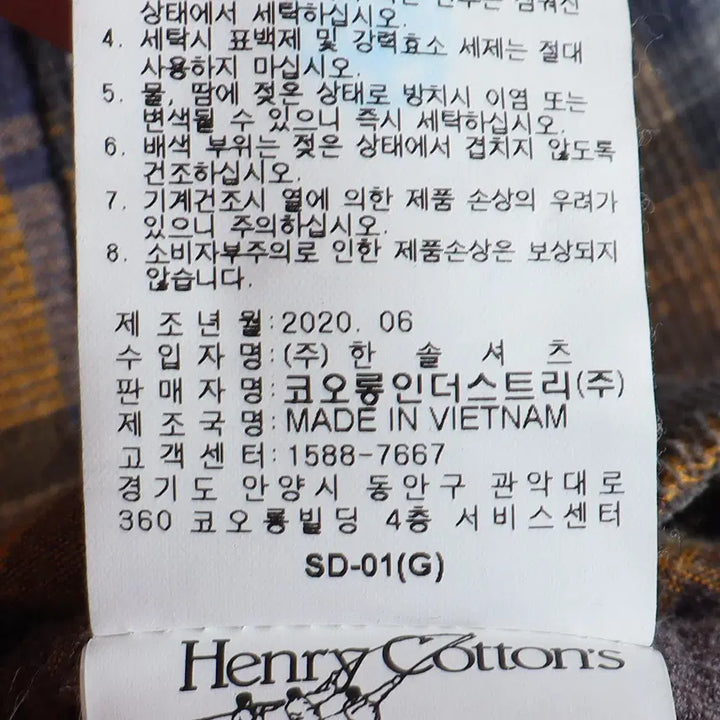 상태에서 세탁하십시오.
4. 세탁시 표백제 및 강력효소 세제는 절대
사용하지 마십시오.
5. 물, 땀에 젖은 상태로 방치시 이염 또는
변색될 수 있으니 즉시 세탁하십시오.
6. 배색 부위는 젖은 상태에서 겹치지 않도록
건조하십시오.
7. 기계건조시 열에 의한 제품 손상의 우려가
있으니 주의하십시오.
8. 소비자부주의로 인한 제품손상은 보상되지
않습니다.
제 조 년 월: 2020. 06
수 입 자 명: (주) 한 솔 셔 츠
판 매 자 명: 코오롱인더스트리(주)
제 조 국 명: MADE IN VIETNAM
고 객 센 터: 1588-7667
경기도 안양시 동안구 관악대로
360 코오롱빌딩 4층 서비스센터
SD-01(G)
Henry Cotton's